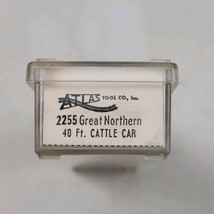 ATLAS TOOL CO., Inc.
2255 Great Northern
40 Ft. CATTLE CAR